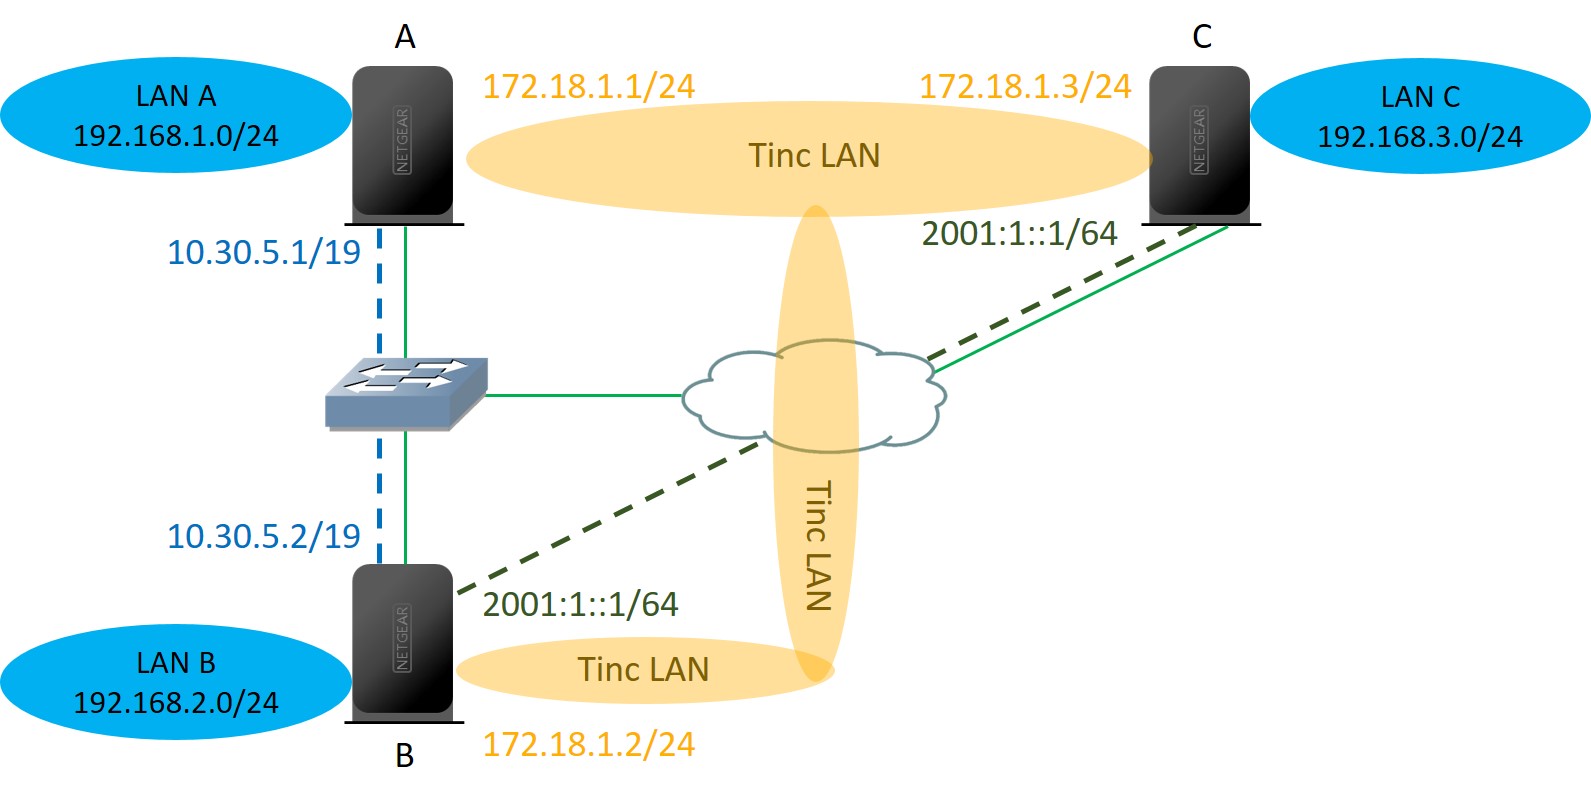 A
C
LAN A
192.168.1.0/24
NETGEAR
172.18.1.1/24
172.18.1.3/24
NETGEAR
LAN C
192.168.3.0/24
Tinc LAN
10.30.5.1/19
2001:1::1/64
Tinc LAN
10.30.5.2/19
2001:1::1/64
NETGEAR
LAN B
192.168.2.0/24
Tinc LAN
172.18.1.2/24
B